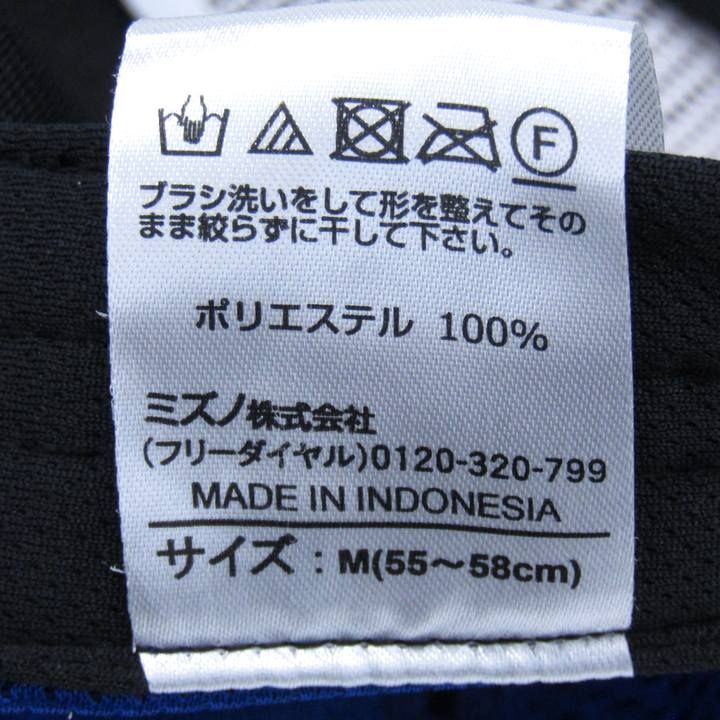 F
ブラシ洗いをして形を整えてその
まま絞らずに干して下さい。
ポリエステル 100%
ミズノ株式会社
(フリーダイヤル)0120-320-799
MADE IN INDONESIA
サイズ : M(55～58cm)